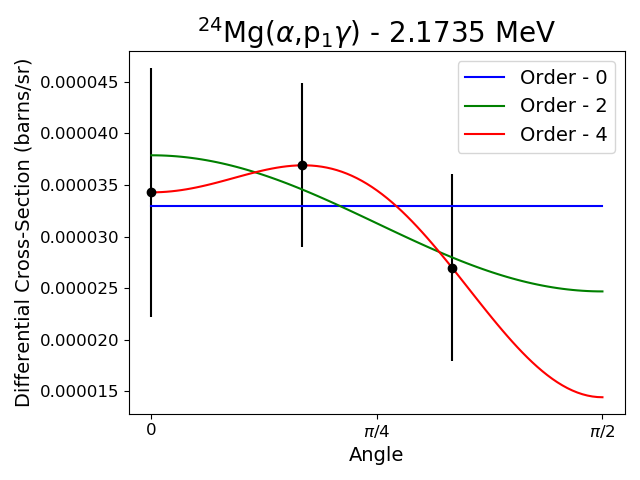 ²⁴Mg(α,p₁γ) - 2.1735 MeV
Differential Cross-Section (barns/sr)
0.000045
0.000040
0.000035
0.000030
0.000025
0.000020
0.000015
Order - 0
Order - 2
Order - 4
0 π/4 π/2
Angle